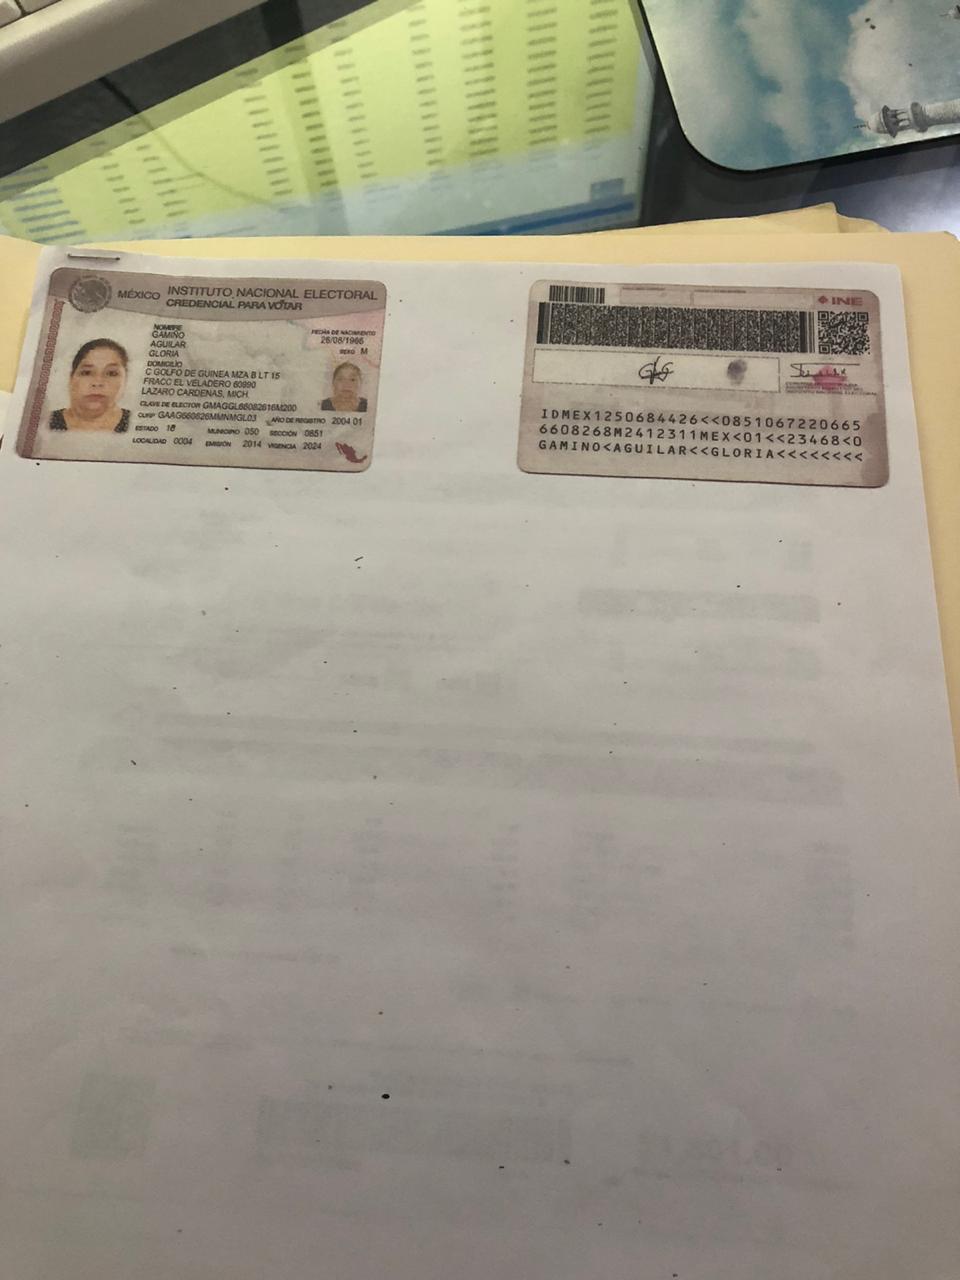 MÉXICO INSTITUTO NACIONAL ELECTORAL
CREDENCIAL PARA VOTAR
NOMBRE
GAMIÑO
AGUILAR
GLORIA
FECHA DE NACIMIENTO
26/08/1966
SEXO M
DOMICILIO
C GOLFO DE GUINEA MZA B LT 15
FRACC EL VELADERO 60990
LAZARO CARDENAS, MICH.
CLAVE DE ELECTOR GMAGGL66082616M200
CURP GAAG660826MMNMGL03 AÑO DE REGISTRO 2004 01
ESTADO 16 MUNICIPIO 050 SECCIÓN 0851
LOCALIDAD 0004 EMISIÓN 2014 VIGENCIA 2024
INE
IDMEX1250684426<<0851067220665
6608268M2412311MEX<01<<23468<0
GAMINO<AGUILAR<<GLORIA<<<<<<<<